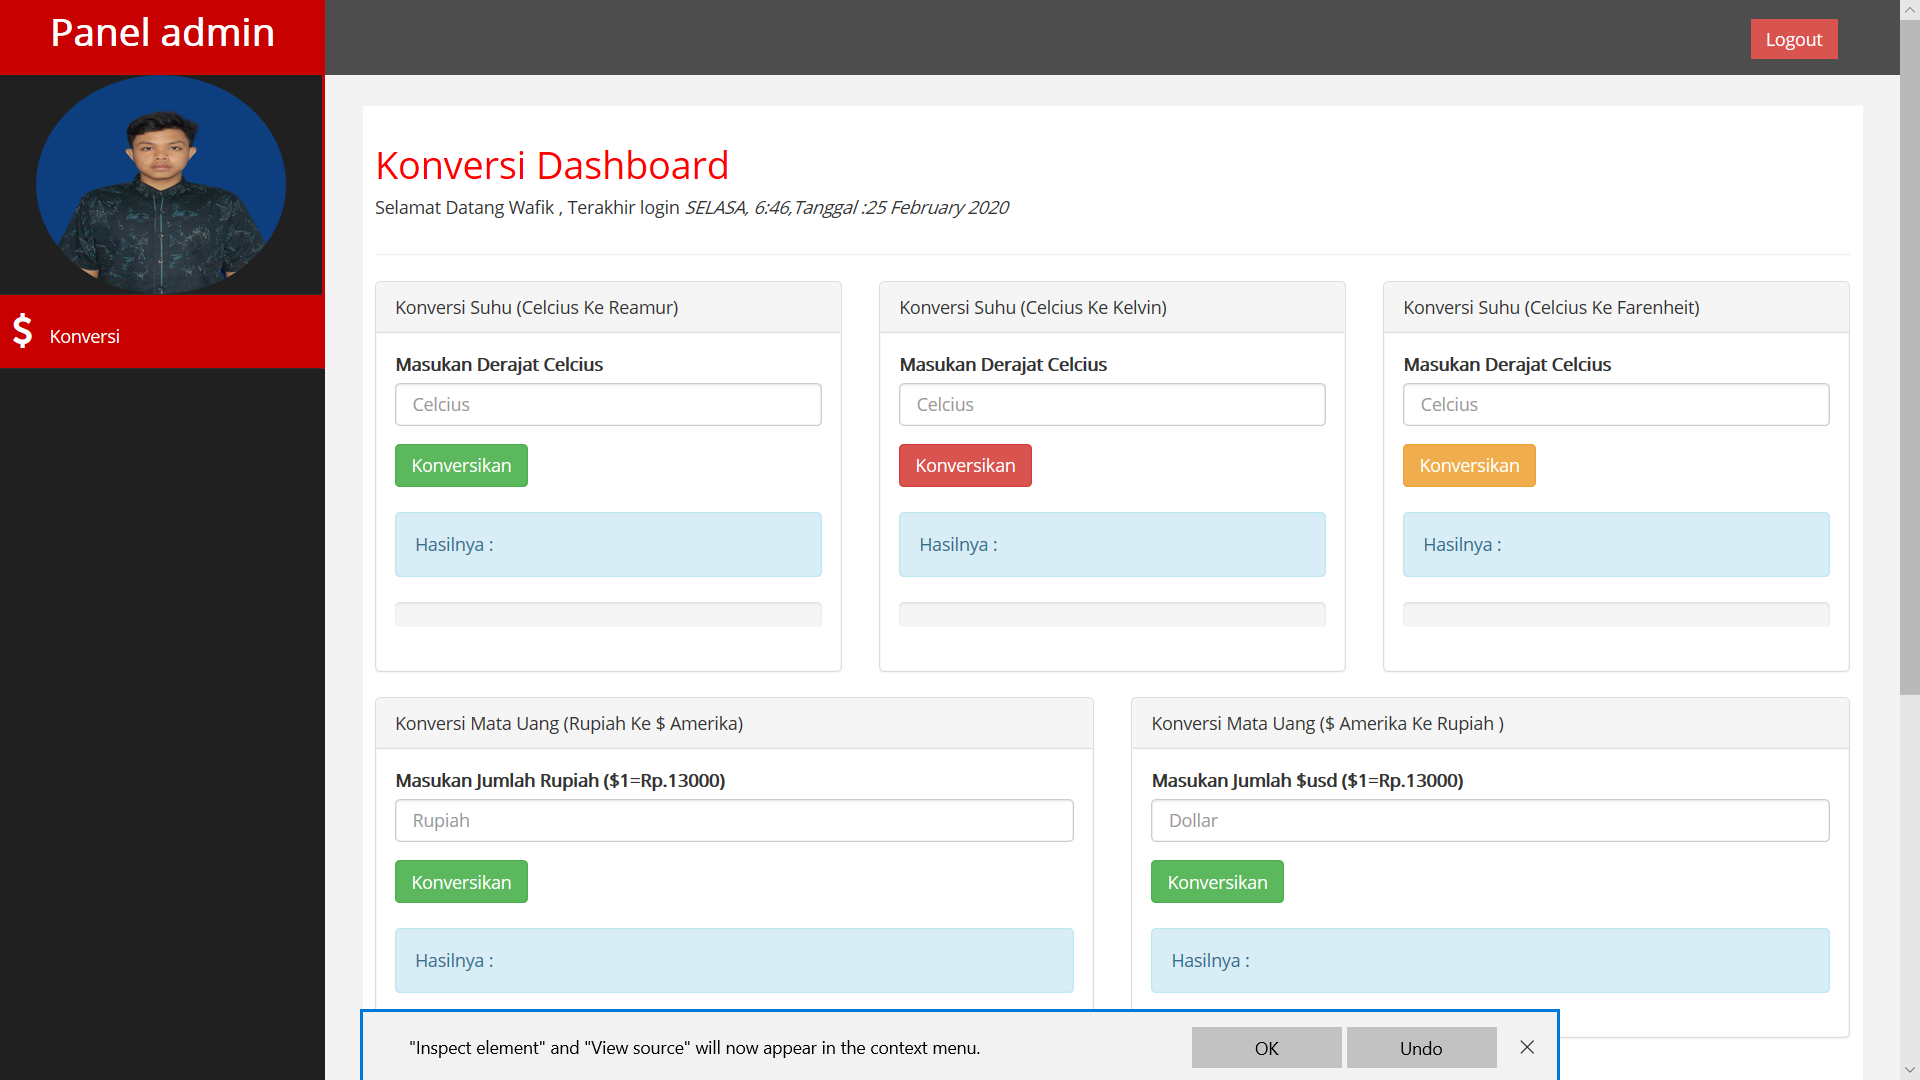 Panel admin
Logout
$ Konversi
Konversi Dashboard
Selamat Datang Wafik , Terakhir login SELASA, 6:46,Tanggal :25 February 2020
Konversi Suhu (Celcius Ke Reamur)
Masukan Derajat Celcius
Celcius
Konversikan
Hasilnya :
Konversi Suhu (Celcius Ke Kelvin)
Masukan Derajat Celcius
Celcius
Konversikan
Hasilnya :
Konversi Suhu (Celcius Ke Farenheit)
Masukan Derajat Celcius
Celcius
Konversikan
Hasilnya :
Konversi Mata Uang (Rupiah Ke $ Amerika)
Masukan Jumlah Rupiah ($1=Rp.13000)
Rupiah
Konversikan
Hasilnya :
Konversi Mata Uang ($ Amerika Ke Rupiah )
Masukan Jumlah $usd ($1=Rp.13000)
Dollar
Konversikan
Hasilnya :
"Inspect element" and "View source" will now appear in the context menu.
OK
Undo